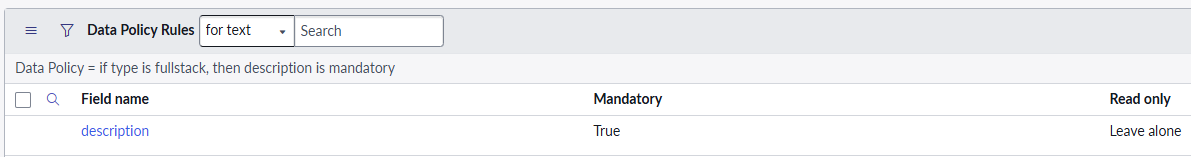 Data Policy Rules for text Search
Data Policy = if type is fullstack, then description is mandatory
Field name Mandatory Read only
description True Leave alone